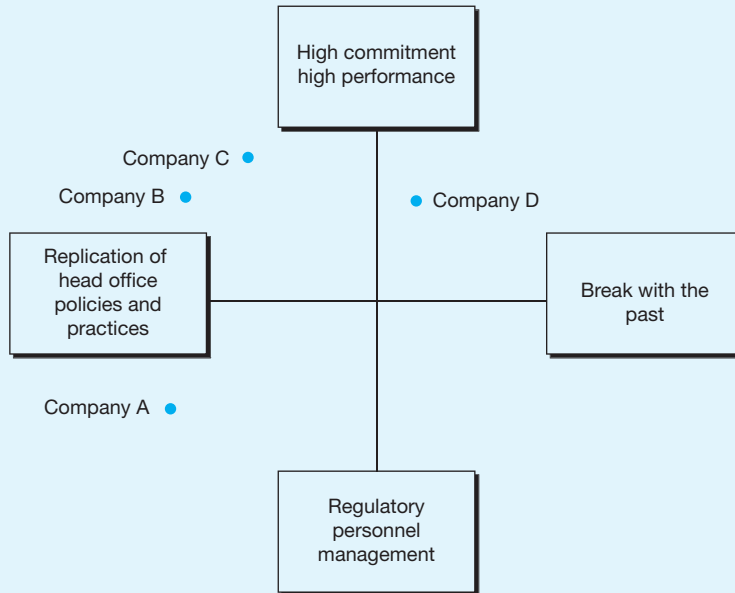 High commitment
high performance
Company C
Company B
Company D
Replication of
head office
policies and
practices
Break with the
past
Company A
Regulatory
personnel
management